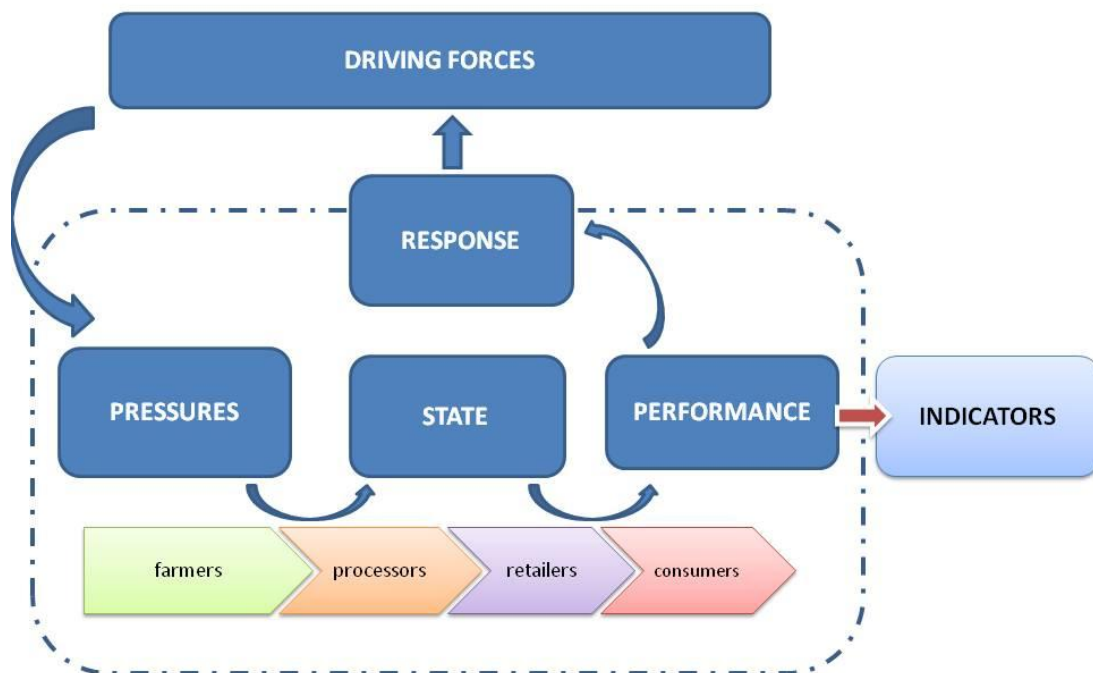 DRIVING FORCES
RESPONSE
PRESSURES
STATE
PERFORMANCE
INDICATORS
farmers
processors
retailers
consumers